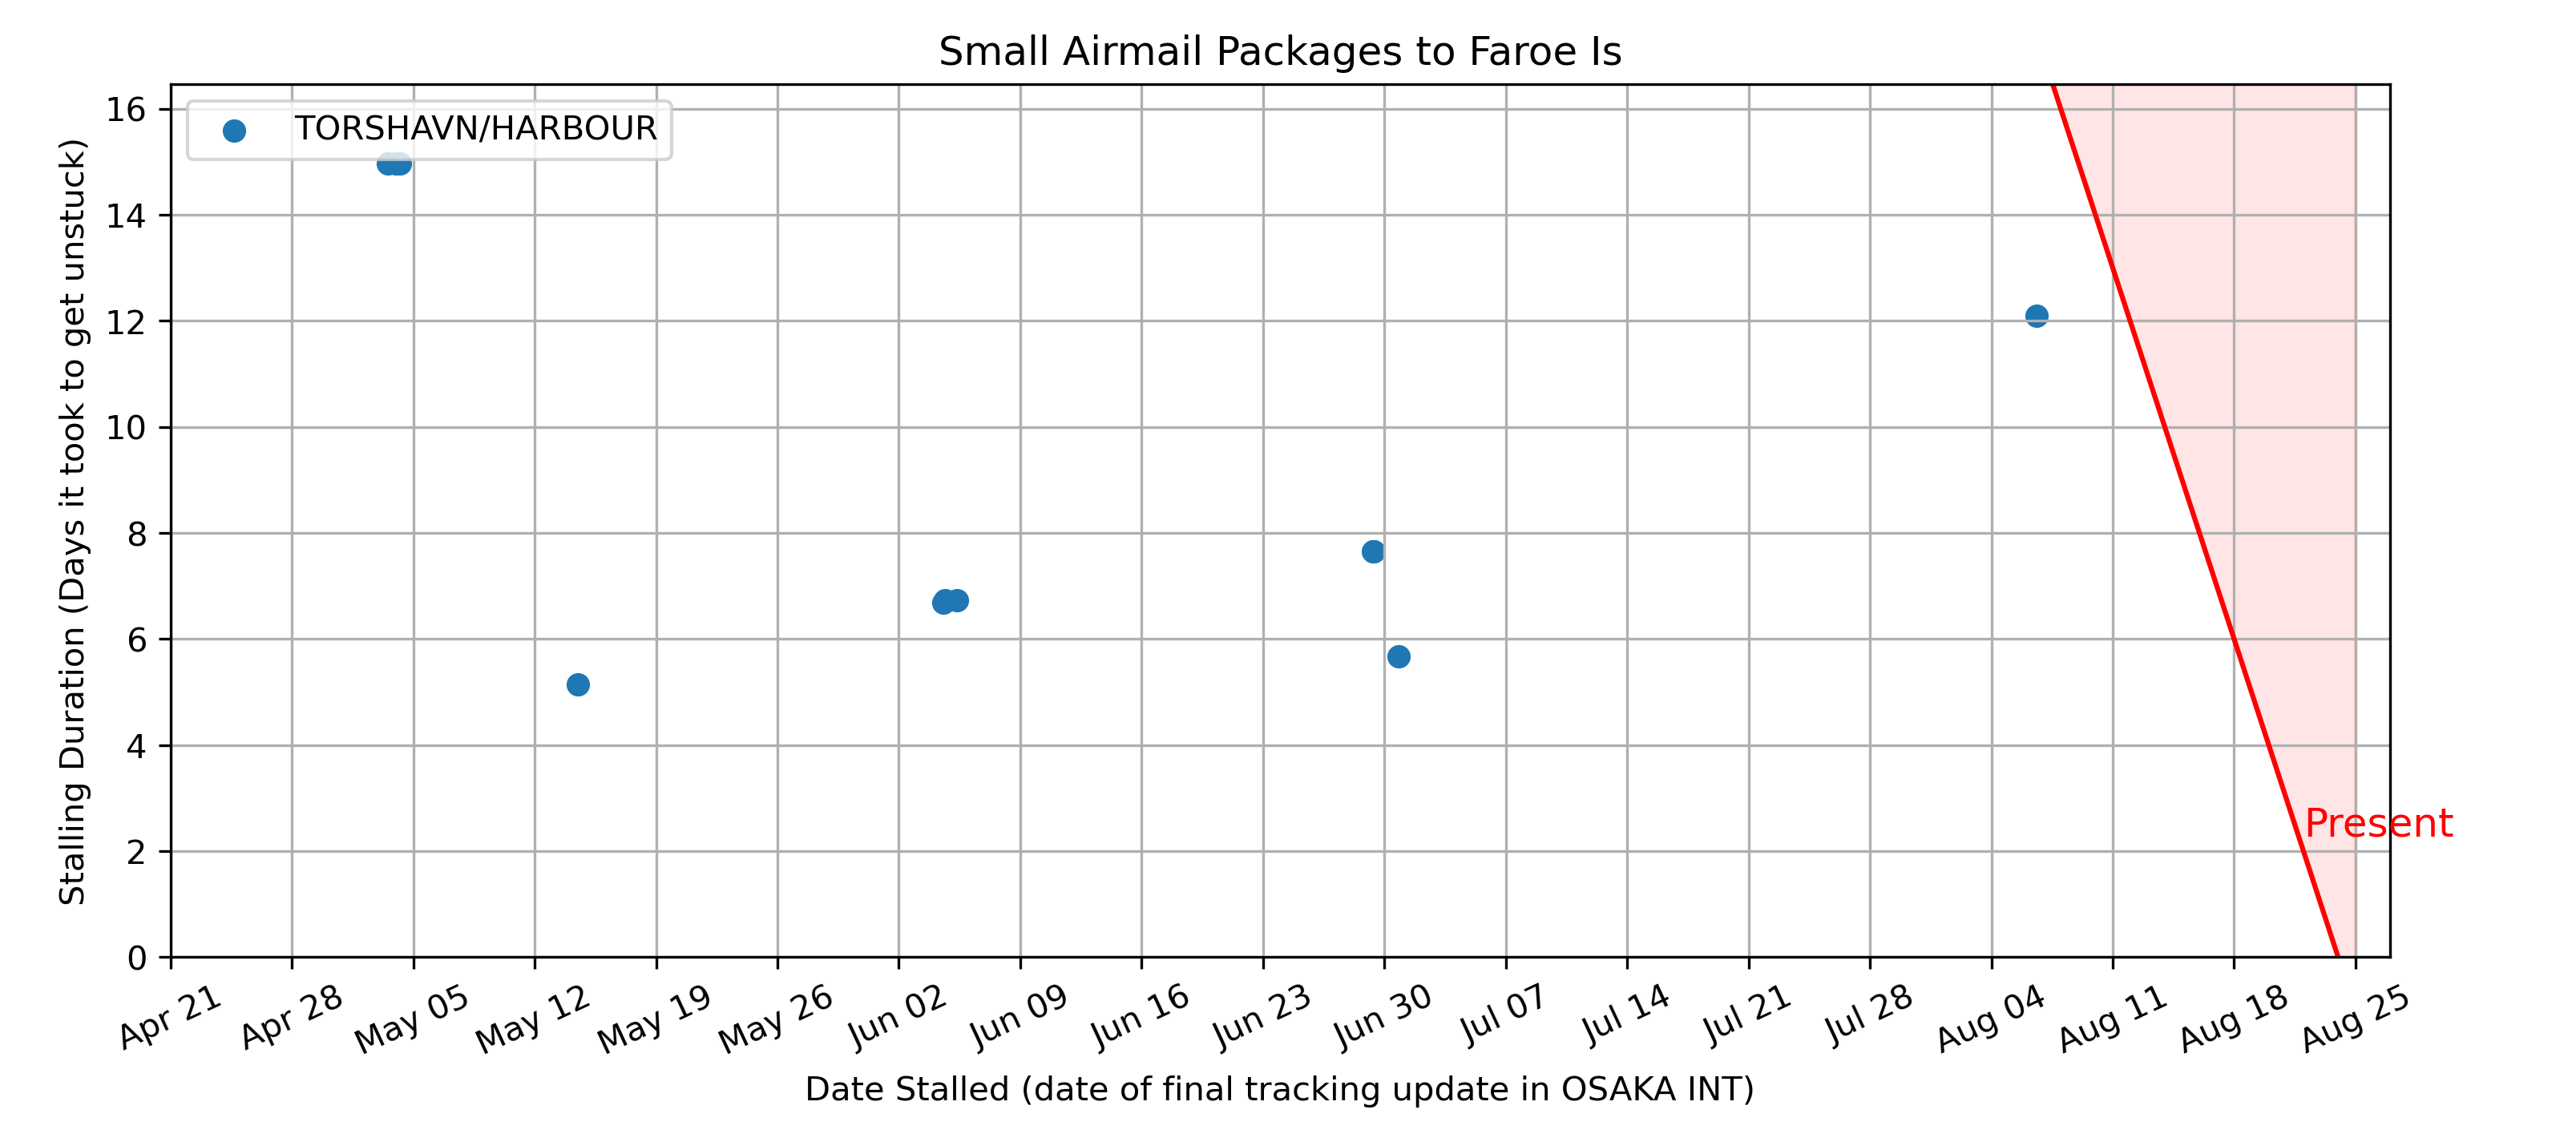 Small Airmail Packages to Faroe Is
TORSHAVN/HARBOUR
Stalling Duration (Days it took to get unstuck)
16
14
12
10
8
6
4
2
0
Present
Apr 21
Apr 28
May 05
May 12
May 19
May 26
Jun 02
Jun 09
Jun 16
Jun 23
Jun 30
Jul 07
Jul 14
Jul 21
Jul 28
Aug 04
Aug 11
Aug 18
Aug 25
Date Stalled (date of final tracking update in OSAKA INT)